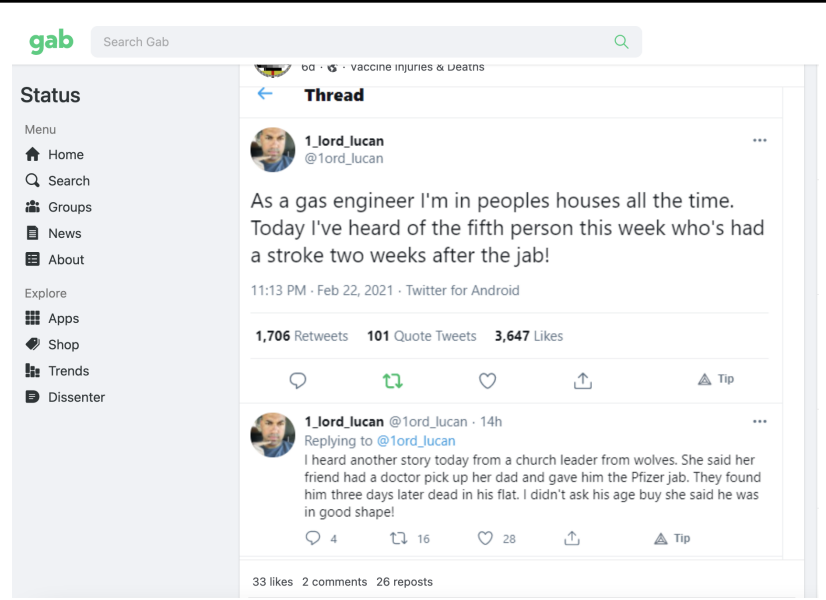 gab
Search Gab
6d · · Vaccine Injuries & Deaths
Status
Menu
Home
Search
Groups
News
About
Explore
Apps
Shop
Trends
Dissenter
Thread
1_lord_lucan
@1ord_lucan
As a gas engineer I'm in peoples houses all the time.
Today I've heard of the fifth person this week who's had
a stroke two weeks after the jab!
11:13 PM · Feb 22, 2021 · Twitter for Android
1,706 Retweets 101 Quote Tweets 3,647 Likes
Tip
1_lord_lucan @1ord_lucan · 14h
Replying to @1ord_lucan
I heard another story today from a church leader from wolves. She said her
friend had a doctor pick up her dad and gave him the Pfizer jab. They found
him three days later dead in his flat. I didn't ask his age buy she said he was
in good shape!
4 16 28 Tip
33 likes 2 comments 26 reposts